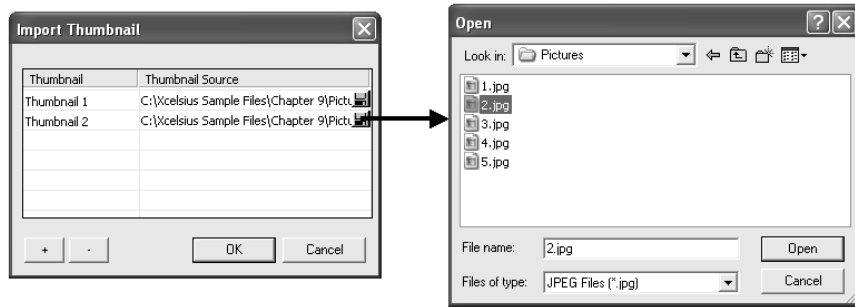 Import Thumbnail
Thumbnail Thumbnail Source
Thumbnail 1 C:\Xcelsius Sample Files\Chapter 9\Pictu
Thumbnail 2 C:\Xcelsius Sample Files\Chapter 9\Pictu
+ - OK Cancel
Open
Look in: Pictures
1.jpg
2.jpg
3.jpg
4.jpg
5.jpg
File name: 2.jpg Open
Files of type: JPEG Files (*.jpg) Cancel